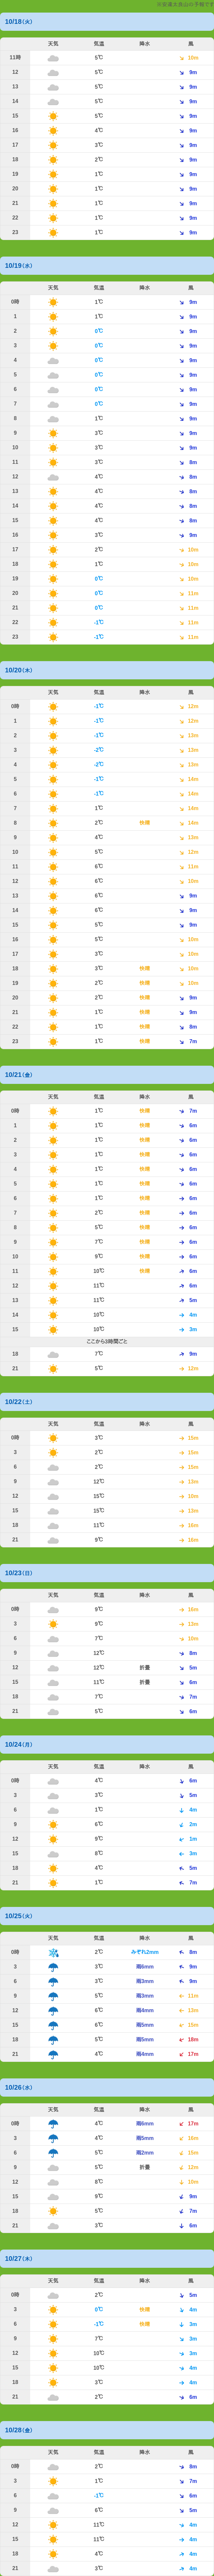 10/18(火)
天気 気温 降水 風
11時 5℃ 10m
12 5℃ 9m
13 5℃ 9m
14 5℃ 9m
15 5℃ 9m
16 4℃ 9m
17 3℃ 9m
18 2℃ 9m
19 1℃ 9m
20 1℃ 9m
21 1℃ 9m
22 1℃ 9m
23 1℃ 9m
10/19(水)
天気 気温 降水 風
0時 1℃ 9m
1 1℃ 9m
2 0℃ 9m
3 0℃ 9m
4 0℃ 9m
5 0℃ 9m
6 0℃ 9m
7 0℃ 9m
8 1℃ 9m
9 3℃ 9m
10 3℃ 9m
11 3℃ 8m
12 4℃ 8m
13 4℃ 8m
14 4℃ 8m
15 4℃ 8m
16 3℃ 9m
17 2℃ 10m
18 1℃ 10m
19 0℃ 10m
20 0℃ 11m
21 0℃ 11m
22 -1℃ 11m
23 -1℃ 11m
10/20(木)
天気 気温 降水 風
0時 -1℃ 12m
1 -1℃ 12m
2 -1℃ 13m
3 -2℃ 13m
4 -2℃ 13m
5 -1℃ 14m
6 -1℃ 14m
7 1℃ 14m
8 2℃ 快晴 14m
9 4℃ 13m
10 5℃ 12m
11 6℃ 11m
12 6℃ 10m
13 6℃ 9m
14 6℃ 9m
15 5℃ 9m
16 5℃ 10m
17 3℃ 10m
18 3℃ 快晴 10m
19 2℃ 快晴 10m
20 2℃ 快晴 9m
21 1℃ 快晴 9m
22 1℃ 快晴 8m
23 1℃ 快晴 7m
10/21(金)
天気 気温 降水 風
0時 1℃ 快晴 7m
1 1℃ 快晴 6m
2 1℃ 快晴 6m
3 1℃ 快晴 6m
4 1℃ 快晴 6m
5 1℃ 快晴 6m
6 1℃ 快晴 6m
7 2℃ 快晴 6m
8 5℃ 快晴 6m
9 7℃ 快晴 6m
10 9℃ 快晴 6m
11 10℃ 快晴 6m
12 11℃ 6m
13 11℃ 5m
14 10℃ 4m
15 10℃ 3m
ここから3時間ごと
18 7℃ 9m
21 5℃ 12m
10/22(土)
天気 気温 降水 風
0時 3℃ 15m
3 2℃ 15m
6 2℃ 15m
9 12℃ 13m
12 15℃ 10m
15 15℃ 13m
18 11℃ 16m
21 9℃ 16m
10/23(日)
天気 気温 降水 風
0時 9℃ 16m
3 9℃ 13m
6 7℃ 10m
9 12℃ 8m
12 12℃ 折畳 5m
15 11℃ 折畳 6m
18 7℃ 7m
21 5℃ 6m
10/24(月)
天気 気温 降水 風
0時 4℃ 6m
3 3℃ 5m
6 1℃ 4m
9 6℃ 2m
12 9℃ 1m
15 8℃ 3m
18 4℃ 5m
21 1℃ 7m
10/25(火)
天気 気温 降水 風
0時 2℃ みぞれ2mm 8m
3 3℃ 雨6mm 9m
6 3℃ 雨3mm 9m
9 5℃ 雨3mm 11m
12 6℃ 雨4mm 13m
15 6℃ 雨5mm 15m
18 5℃ 雨5mm 18m
21 4℃ 雨4mm 17m
10/26(水)
天気 気温 降水 風
0時 4℃ 雨6mm 17m
3 4℃ 雨5mm 16m
6 5℃ 雨2mm 15m
9 5℃ 折畳 12m
12 8℃ 10m
15 9℃ 9m
18 5℃ 7m
21 3℃ 6m
10/27(木)
天気 気温 降水 風
0時 2℃ 5m
3 0℃ 快晴 4m
6 -1℃ 快晴 3m
9 7℃ 3m
12 10℃ 3m
15 10℃ 4m
18 3℃ 4m
21 2℃ 6m
10/28(金)
天気 気温 降水 風
0時 2℃ 8m
3 1℃ 7m
6 -1℃ 6m
9 6℃ 5m
12 11℃ 4m
15 11℃ 4m
18 4℃ 4m
21 3℃ 4m